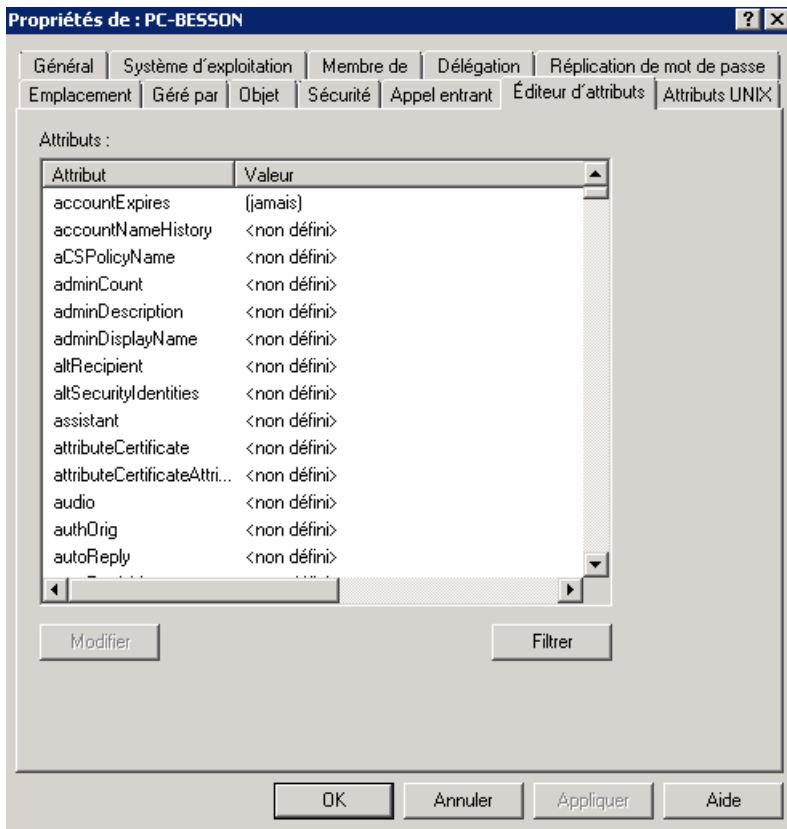 Propriétés de : PC-BESSON
Général Système d'exploitation Membre de Délégation Réplication de mot de passe
Emplacement Géré par Objet Sécurité Appel entrant Éditeur d'attributs Attributs UNIX
Attributs :
Attribut Valeur
accountExpires (jamais)
accountNameHistory <non défini>
aCSPolicyName <non défini>
adminCount <non défini>
adminDescription <non défini>
adminDisplayName <non défini>
altRecipient <non défini>
altSecurityIdentities <non défini>
assistant <non défini>
attributeCertificate <non défini>
attributeCertificateAttri... <non défini>
audio <non défini>
authOrig <non défini>
autoReply <non défini>
Modifier Filtrer
OK Annuler Appliquer Aide